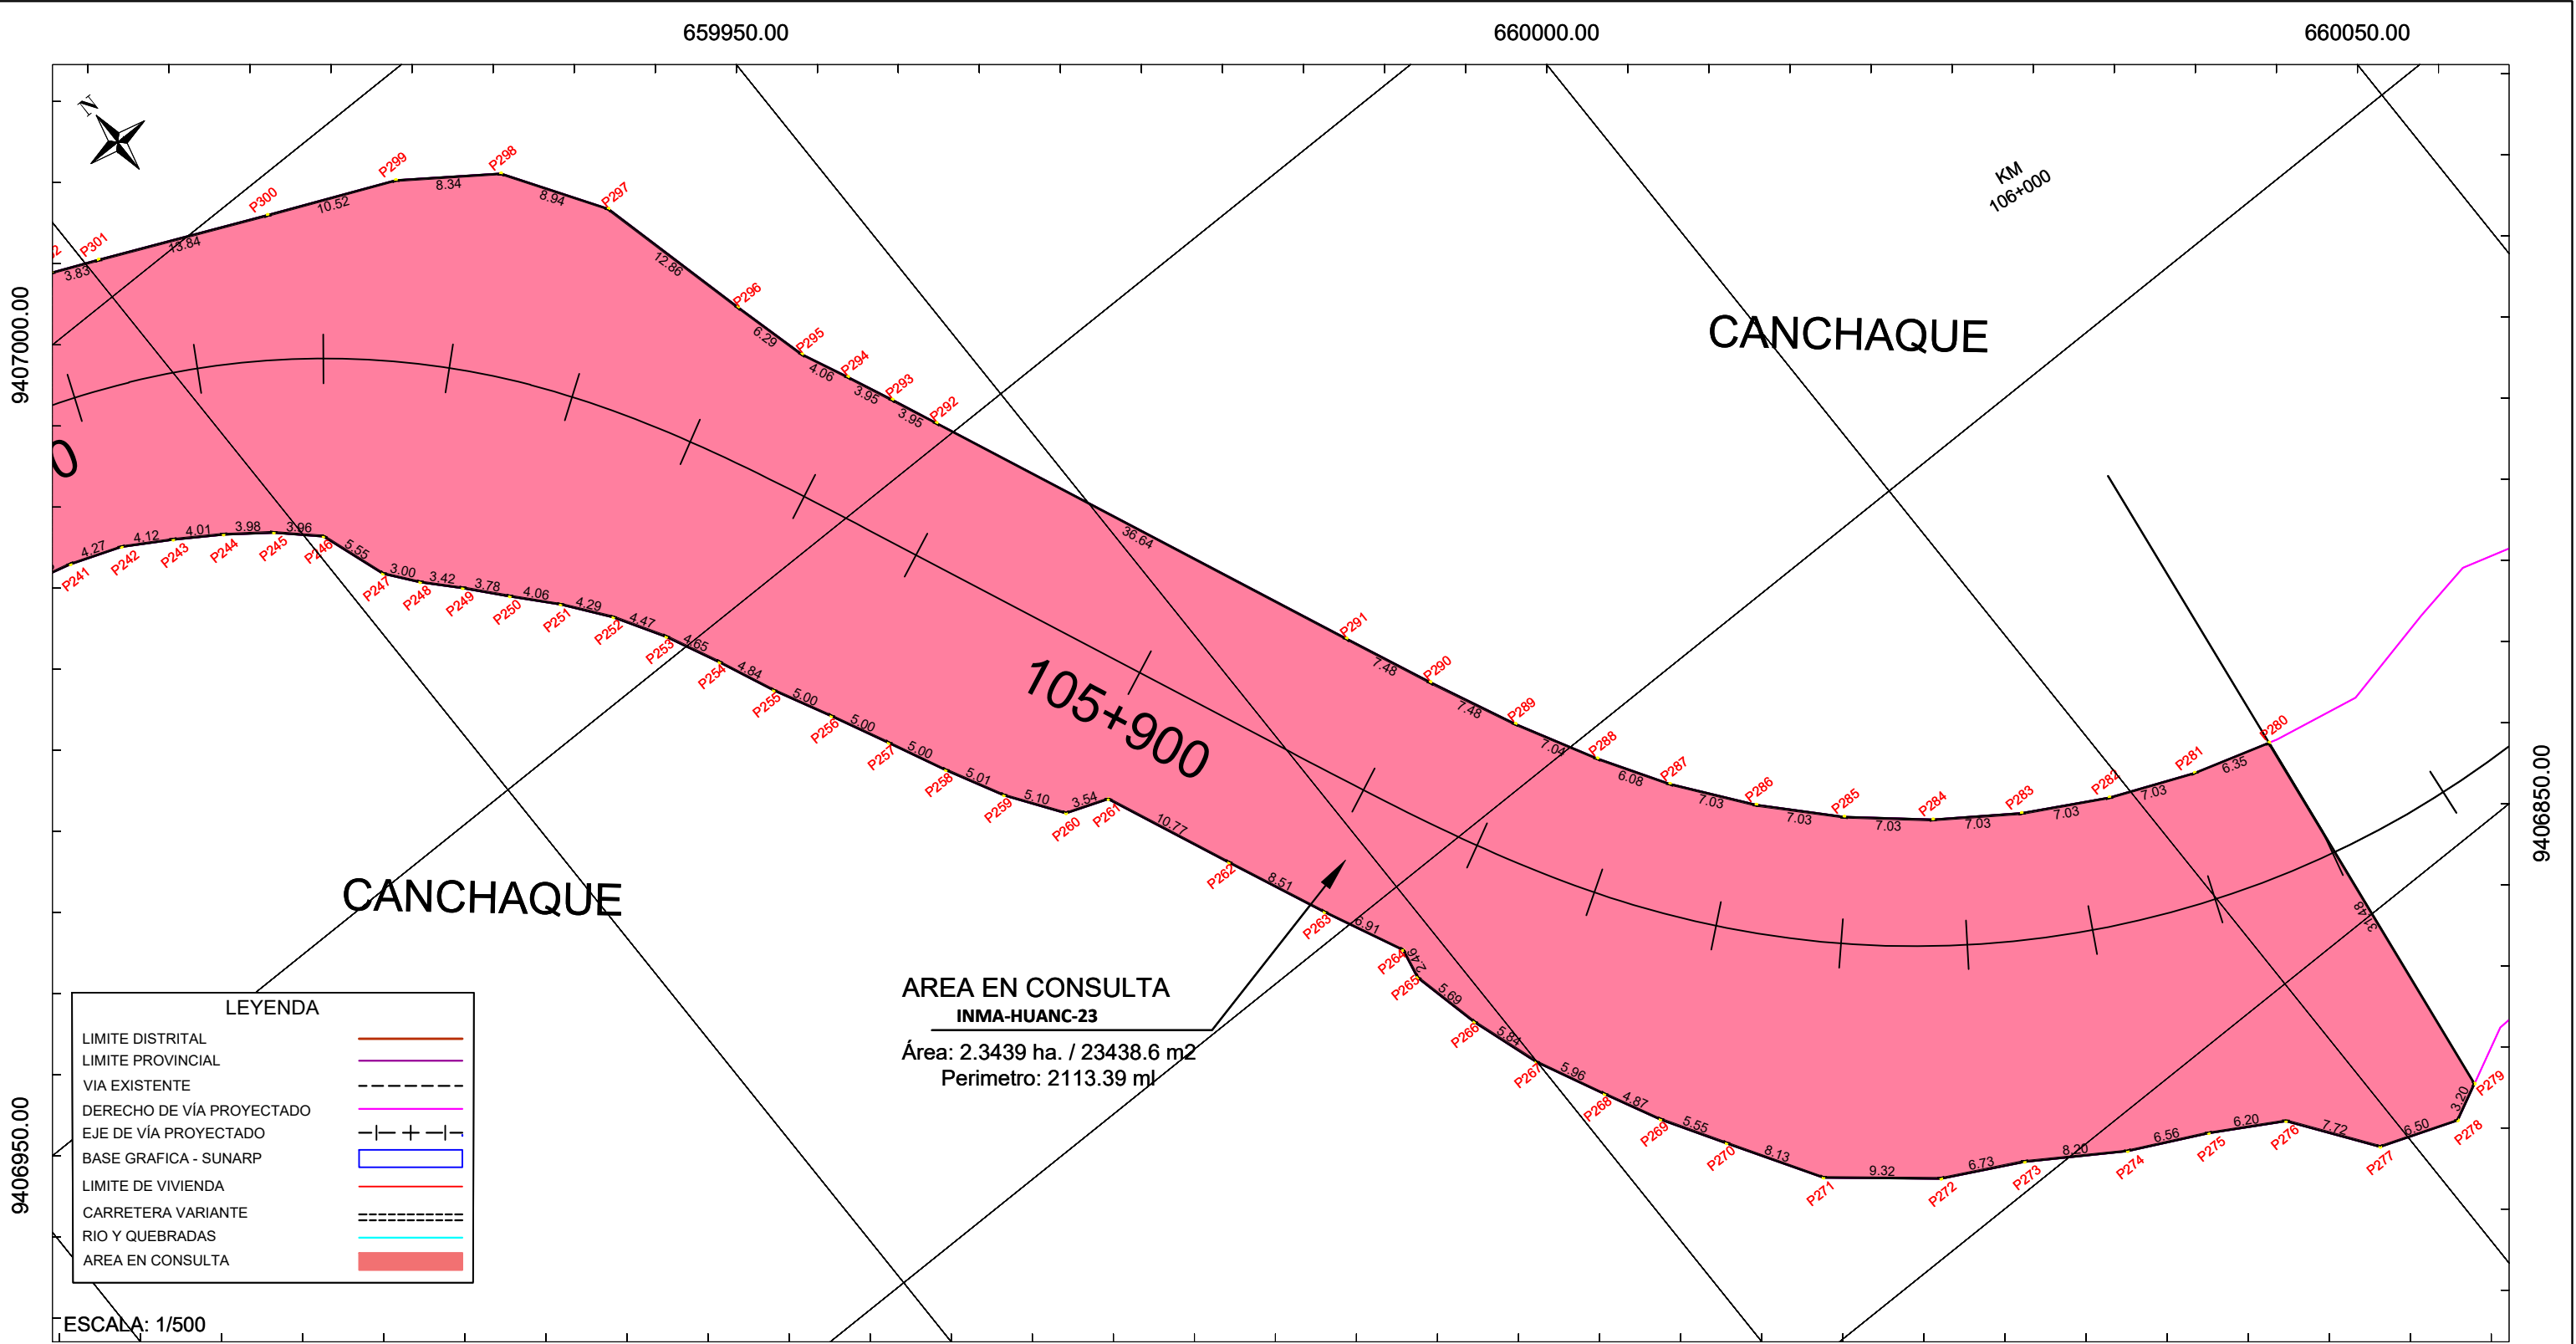 659950.00
660000.00
660050.00
9407000.00
9406950.00
9406850.00
N
KM
106+000
CANCHAQUE
CANCHAQUE
105+900
0
2
P301
P300
P299
P298
P297
P296
P295
P294
P293
P292
P291
P290
P289
P288
P287
P286
P285
P284
P283
P282
P281
P280
3.83
13.84
10.52
8.34
8.94
12.86
6.29
4.06
3.95
3.95
36.64
7.48
7.48
7.04
6.08
7.03
7.03
7.03
7.03
7.03
7.03
6.35
31.48
P241
P242
P243
P244
P245
P246
P247
P248
P249
P250
P251
P252
P253
P254
P255
P256
P257
P258
P259
P260
P261
P262
P263
P264
P265
P266
P267
P268
P269
P270
P271
P272
P273
P274
P275
P276
P277
P278
P279
4.27
4.12
4.01
3.98
3.96
5.55
3.00
3.42
3.78
4.06
4.29
4.47
4.65
4.84
5.00
5.00
5.00
5.01
5.10
3.54
10.77
8.51
6.91
2.46
5.69
5.84
5.96
4.87
5.55
8.13
9.32
6.73
8.20
6.56
6.20
7.72
6.50
3.20
AREA EN CONSULTA
INMA-HUANC-23
Área: 2.3439 ha. / 23438.6 m2
Perimetro: 2113.39 ml
LEYENDA
LIMITE DISTRITAL
LIMITE PROVINCIAL
VIA EXISTENTE
DERECHO DE VÍA PROYECTADO
EJE DE VÍA PROYECTADO
BASE GRAFICA - SUNARP
LIMITE DE VIVIENDA
CARRETERA VARIANTE
RIO Y QUEBRADAS
AREA EN CONSULTA
ESCALA: 1/500